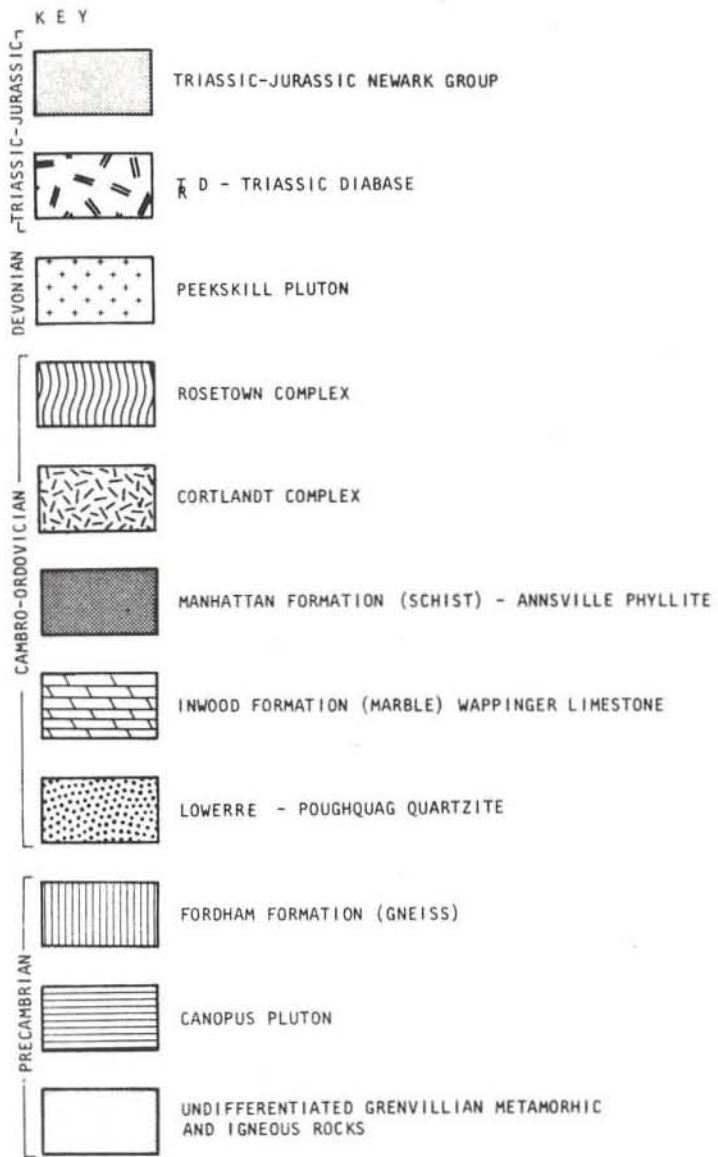 KEY
TRIASSIC-JURASSIC
TRIASSIC-JURASSIC NEWARK GROUP
TR D - TRIASSIC DIABASE
DEVONIAN
PEEKSKILL PLUTON
CAMBRO-ORDOVICIAN
ROSETOWN COMPLEX
CORTLANDT COMPLEX
MANHATTAN FORMATION (SCHIST) - ANNSVILLE PHYLLITE
INWOOD FORMATION (MARBLE) WAPPINGER LIMESTONE
LOWERRE - POUGHQUAG QUARTZITE
PRECAMBRIAN
FORDHAM FORMATION (GNEISS)
CANOPUS PLUTON
UNDIFFERENTIATED GRENVILLIAN METAMORHIC
AND IGNEOUS ROCKS